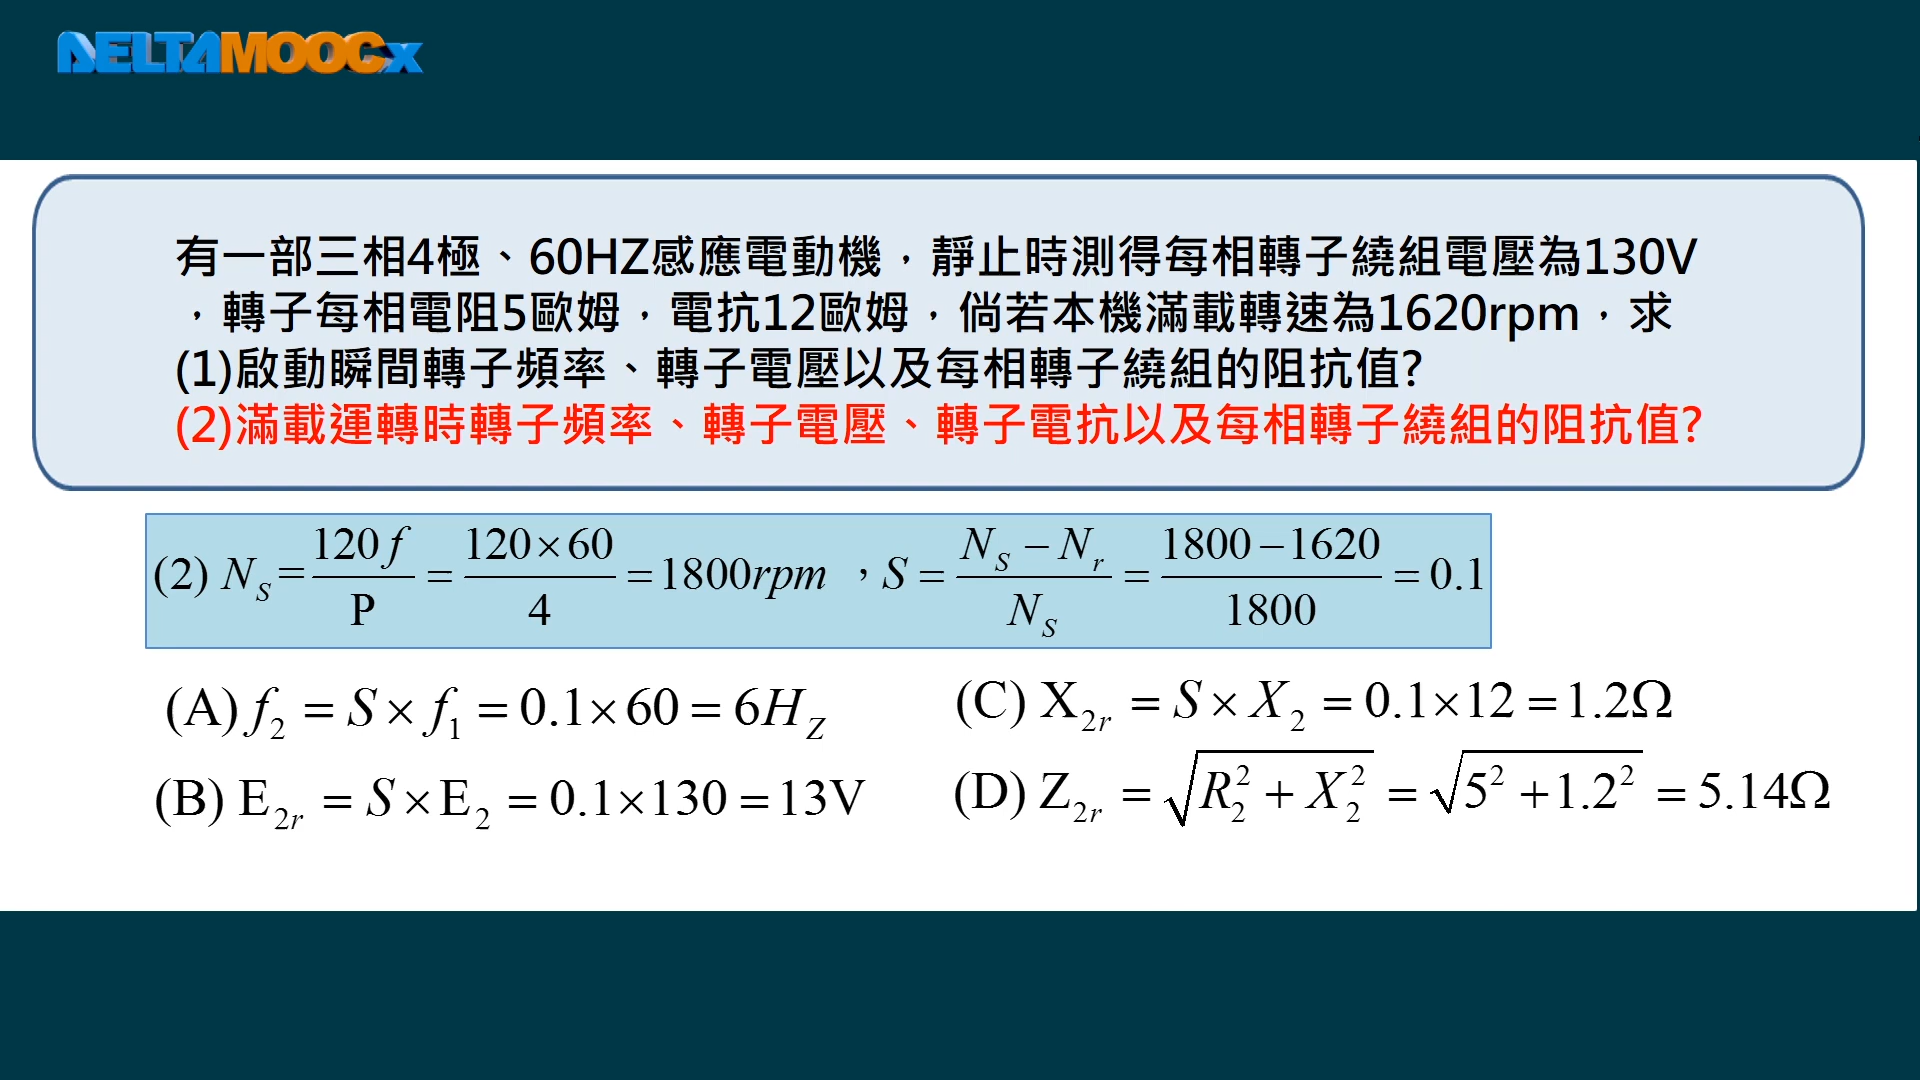 DELTAMOOCx
有一部三相4極、60HZ感應電動機，靜止時測得每相轉子繞組電壓為130V
，轉子每相電阻5歐姆，電抗12歐姆，倘若本機滿載轉速為1620rpm，求
(1)啟動瞬間轉子頻率、轉子電壓以及每相轉子繞組的阻抗值?
(2)滿載運轉時轉子頻率、轉子電壓、轉子電抗以及每相轉子繞組的阻抗值?
(2) N_S = 120f/P = 120×60/4 = 1800rpm ，S = (N_S − N_r)/N_S = (1800−1620)/1800 = 0.1
(A) f_2 = S × f_1 = 0.1×60 = 6H_Z
(B) E_2r = S × E_2 = 0.1×130 = 13V
(C) X_2r = S × X_2 = 0.1×12 = 1.2Ω
(D) Z_2r = √(R_2^2 + X_2^2) = √(5^2 + 1.2^2) = 5.14Ω